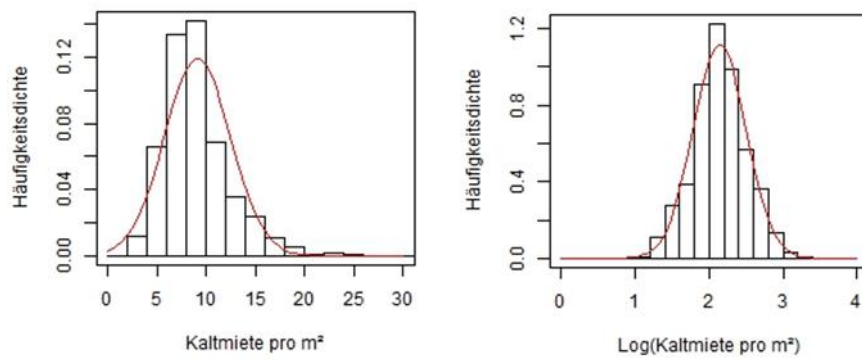 Häufigkeitsdichte
0.00 0.04 0.08 0.12
0 5 10 15 20 25 30
Kaltmiete pro m²
Häufigkeitsdichte
0.0 0.4 0.8 1.2
0 1 2 3 4
Log(Kaltmiete pro m²)